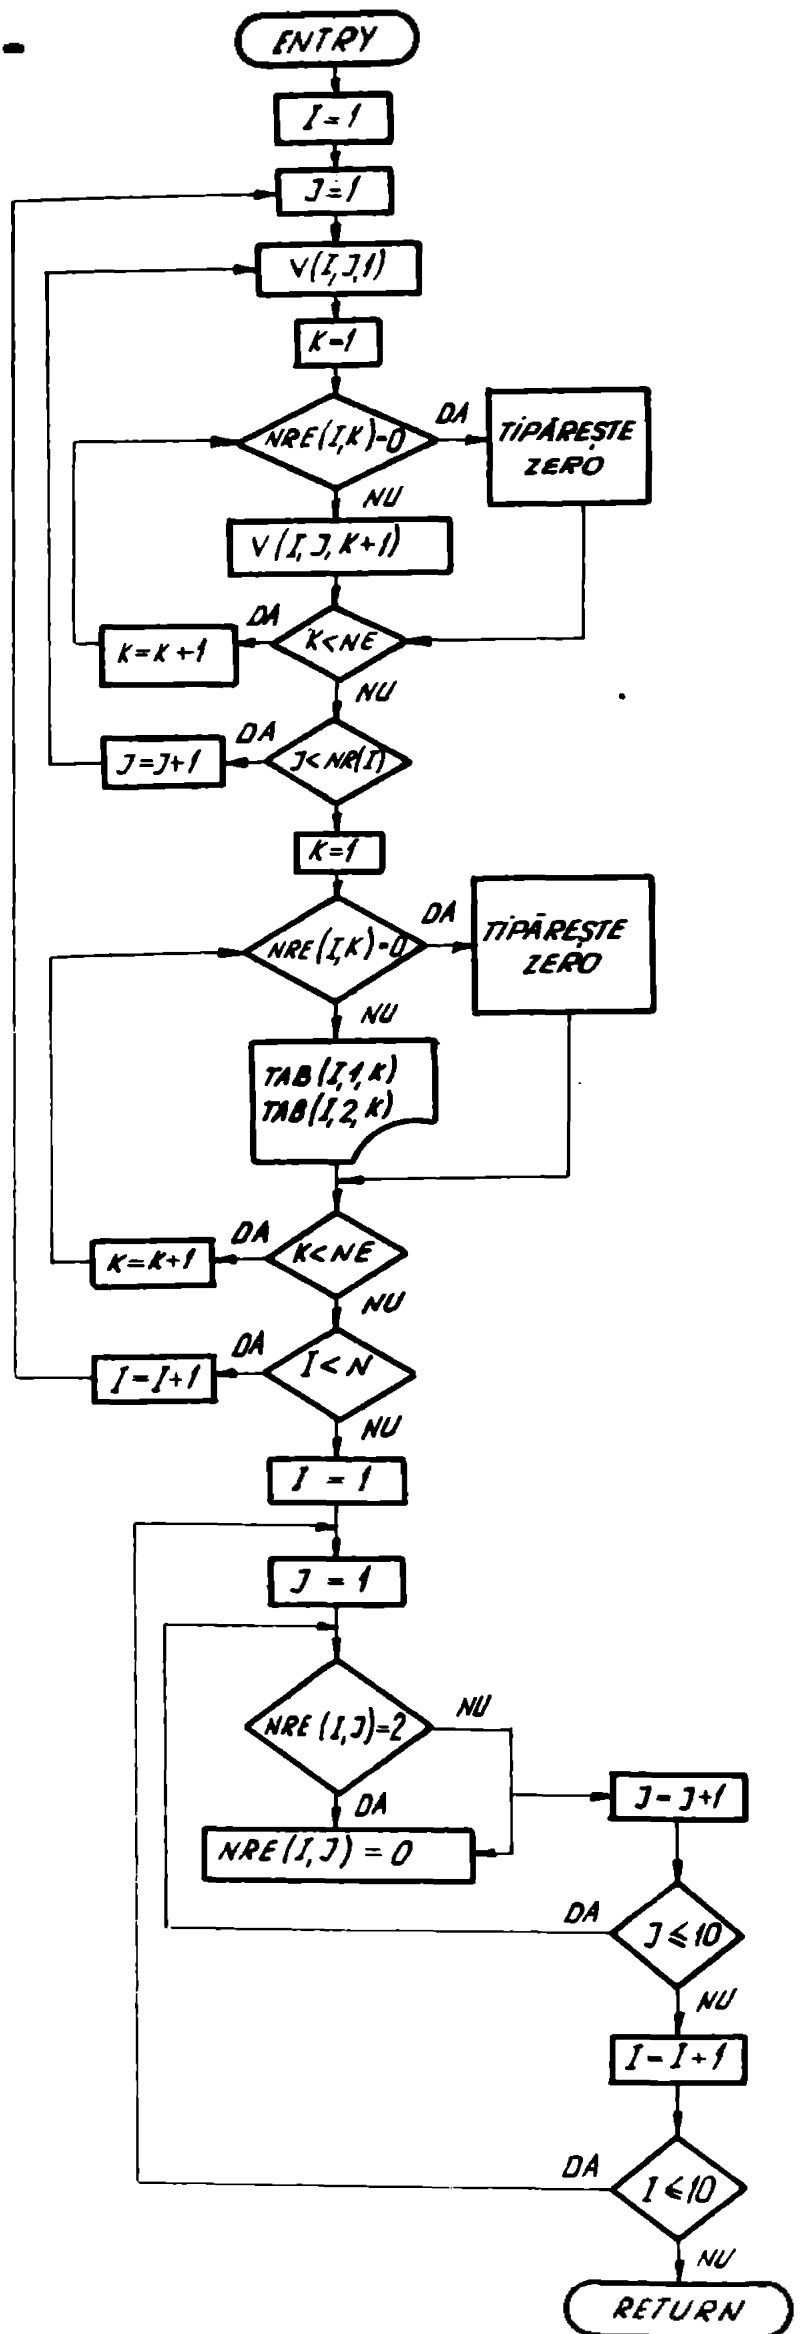 ENTRY
I=1
J=1
V(I,J,1)
K=1
NRE(I,K)=0
DA
TIPĂREȘTE
ZERO
NU
V(I,J,K+1)
K<NE
DA
K=K+1
NU
J<NR(I)
DA
J=J+1
K=1
NRE(I,K)=0
DA
TIPĂREȘTE
ZERO
NU
TAB(I,1,K)
TAB(I,2,K)
K<NE
DA
K=K+1
NU
I<N
DA
I=I+1
NU
I = 1
J = 1
NRE(I,J)=2
NU
DA
NRE(I,J) = 0
J=J+1
J≤10
DA
NU
I=I+1
I≤10
DA
NU
RETURN